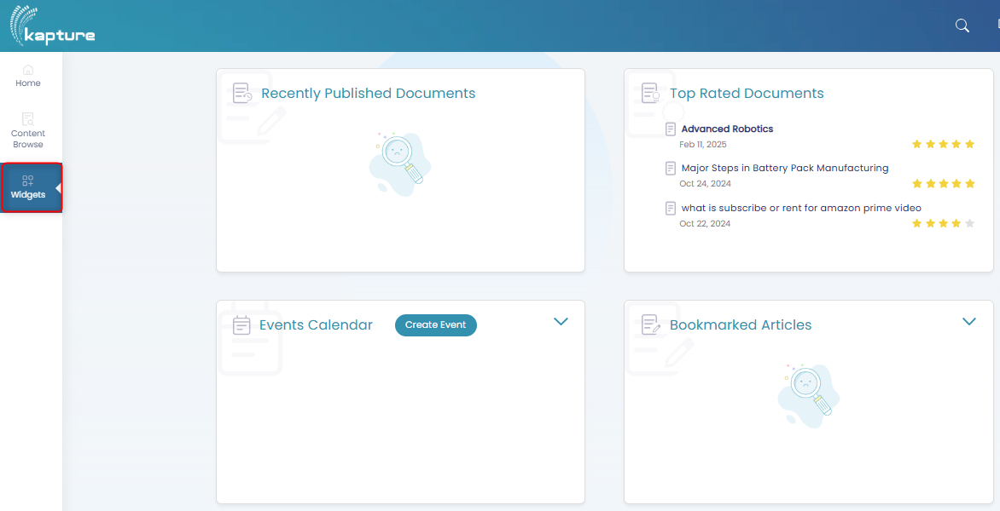 kapture
Home
Content
Browse
Widgets
Recently Published Documents
Top Rated Documents
Advanced Robotics
Feb 11, 2025
Major Steps in Battery Pack Manufacturing
Oct 24, 2024
what is subscribe or rent for amazon prime video
Oct 22, 2024
Events Calendar
Create Event
Bookmarked Articles